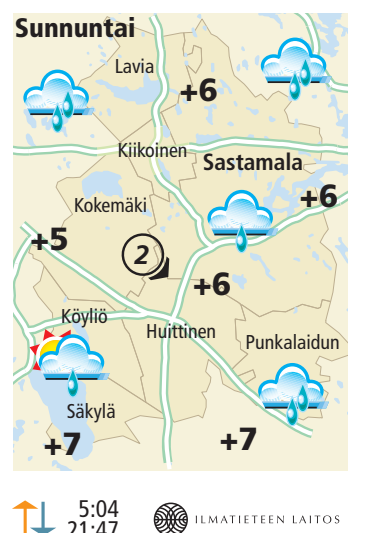 Sunnuntai
Lavia
+6
Kiikoinen
Sastamala
+6
Kokemäki
+5
2
+6
Köyliö
Huittinen
Punkalaidun
Säkylä
+7
+7
5:04
21:47
ILMATIETEEN LAITOS